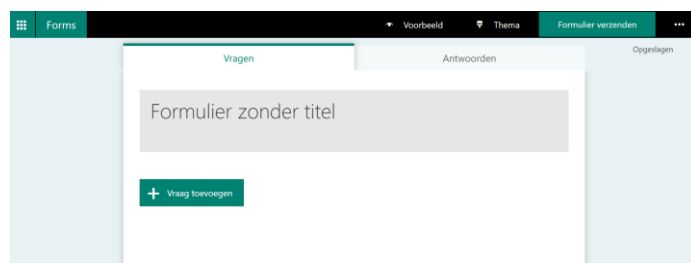 Forms Voorbeeld Thema Formulier verzenden
Opgeslagen
Vragen Antwoorden
Formulier zonder titel
Vraag toevoegen